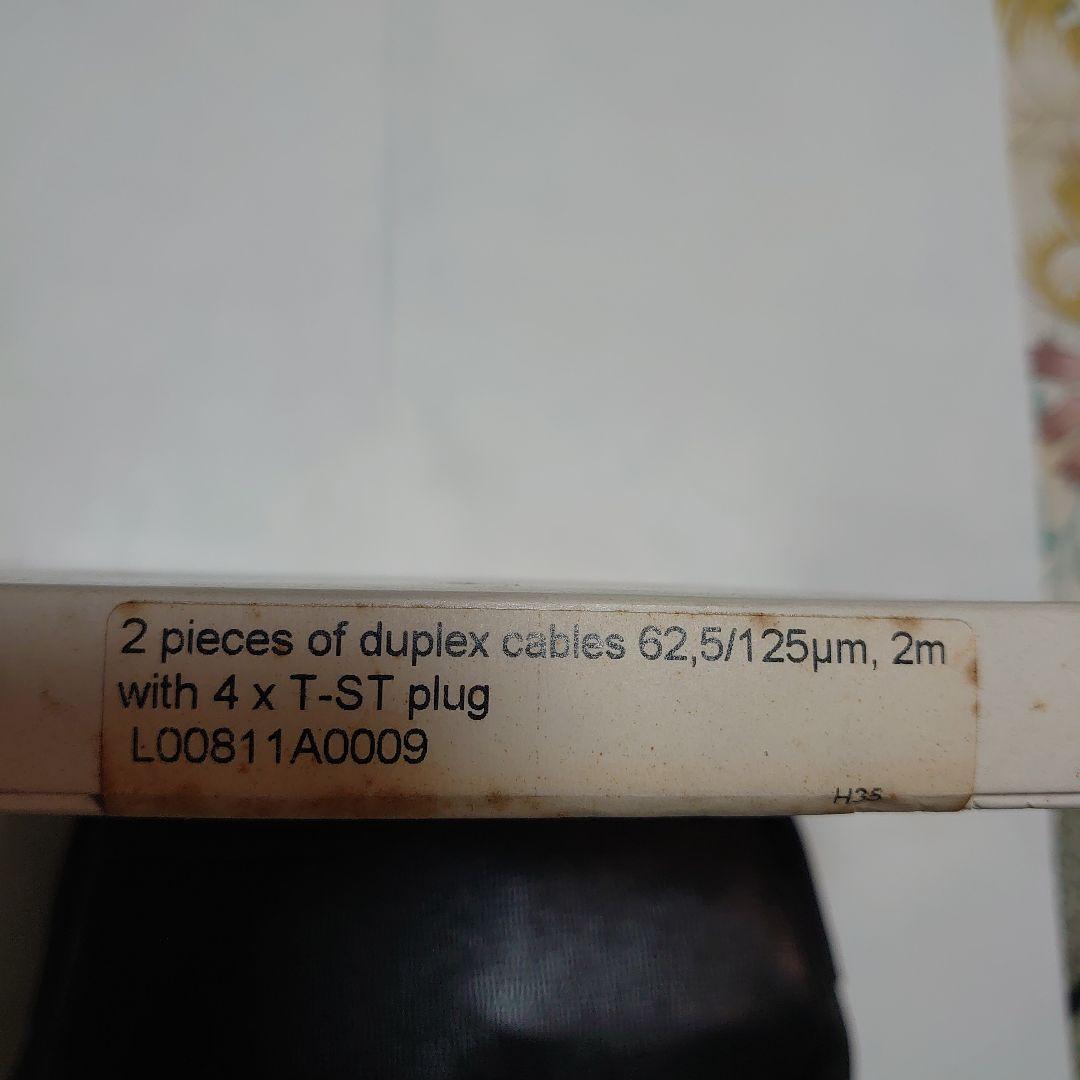 2 pieces of duplex cables 62,5/125µm, 2m
with 4 x T-ST plug
L00811A0009
H35